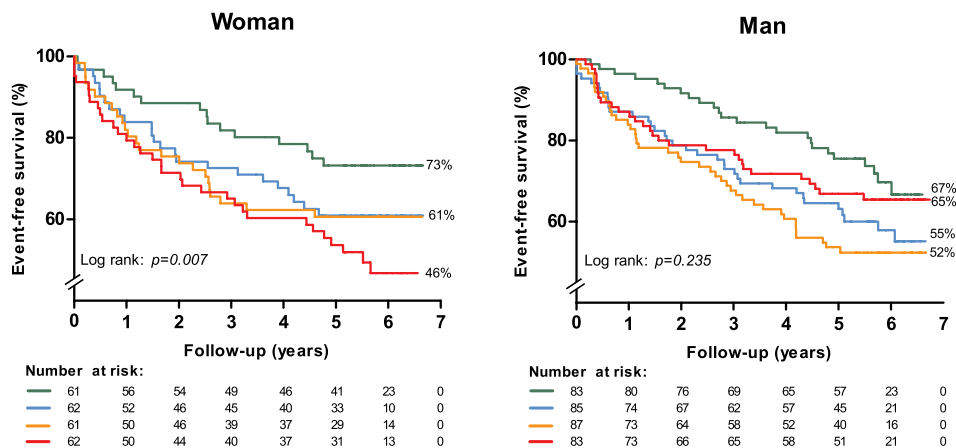 Woman
Event-free survival (%)
100
80
60
73%
61%
46%
Log rank: p=0.007
0 1 2 3 4 5 6 7
Follow-up (years)
Number at risk:
61 56 54 49 46 41 23 0
62 52 46 45 40 33 10 0
61 50 46 39 37 29 14 0
62 50 44 40 37 31 13 0
Man
Event-free survival (%)
100
80
60
67%
65%
55%
52%
Log rank: p=0.235
0 1 2 3 4 5 6 7
Follow-up (years)
Number at risk:
83 80 76 69 65 57 23 0
85 74 67 62 57 45 21 0
87 73 64 58 52 40 16 0
83 73 66 65 58 51 21 0